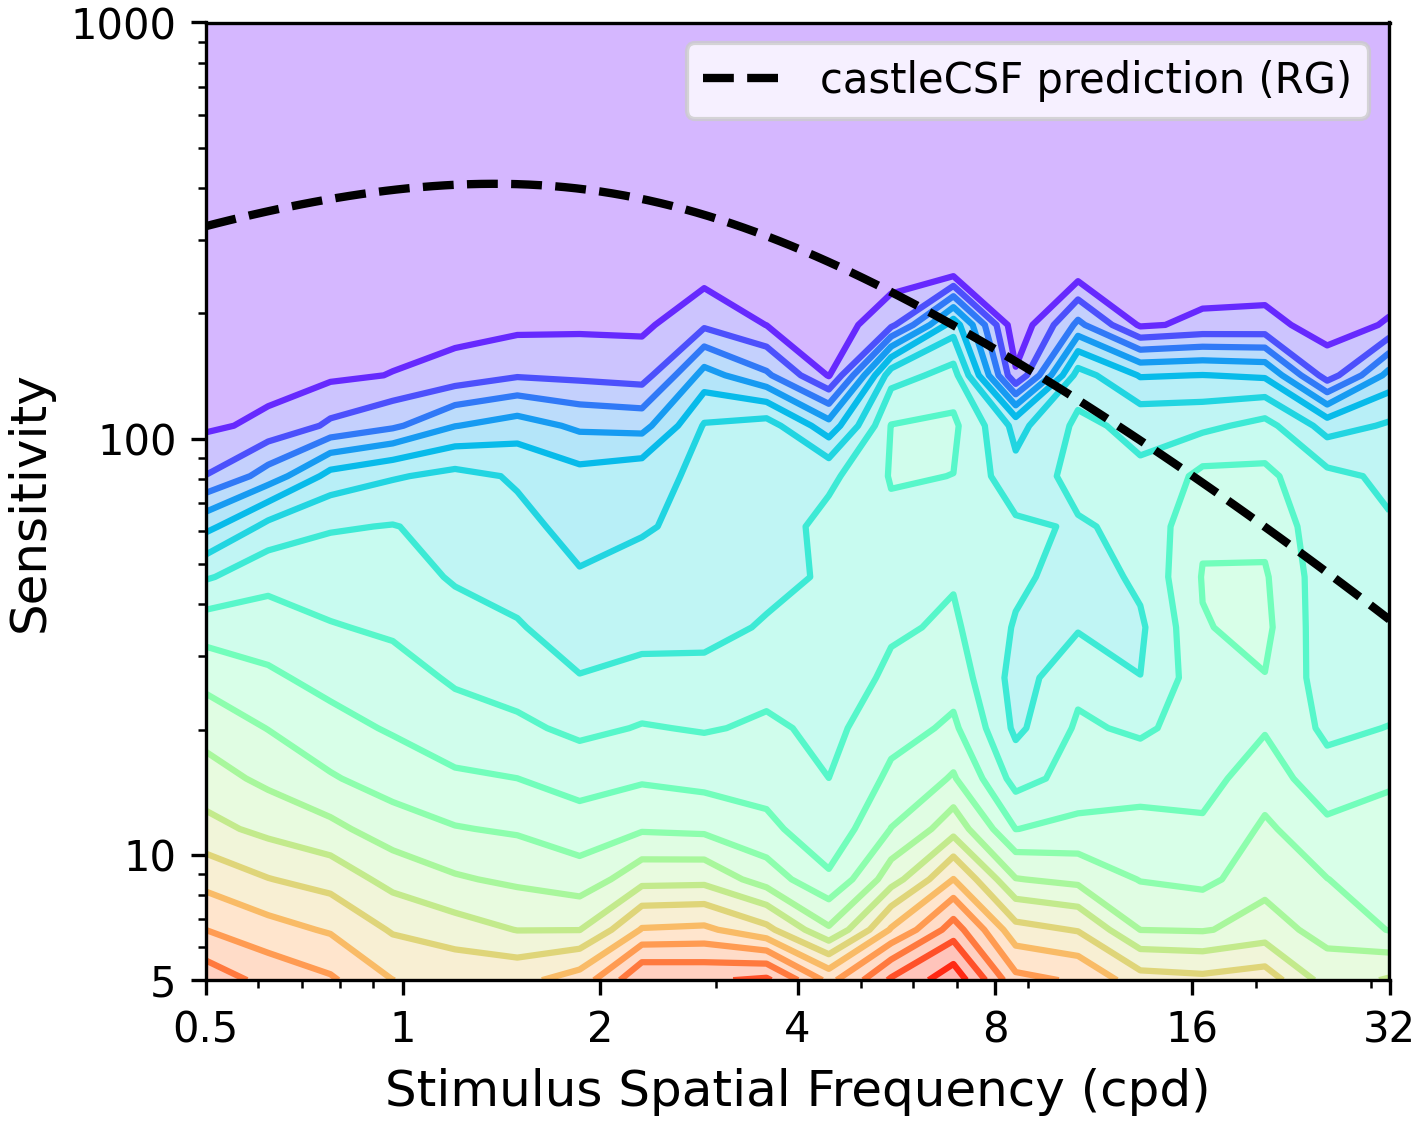 1000
castleCSF prediction (RG)
100
Sensitivity
10
5
0.5 1 2 4 8 16 32
Stimulus Spatial Frequency (cpd)